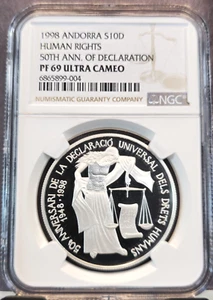 1998 ANDORRA S10D
HUMAN RIGHTS
50TH ANN. OF DECLARATION
PF 69 ULTRA CAMEO
6865899-004
NGC
NUMISMATIC GUARANTY COMPANY
50è ANIVERSARI DE LA DECLARACIÓ UNIVERSAL DELS DRETS HUMANS
1948-1998